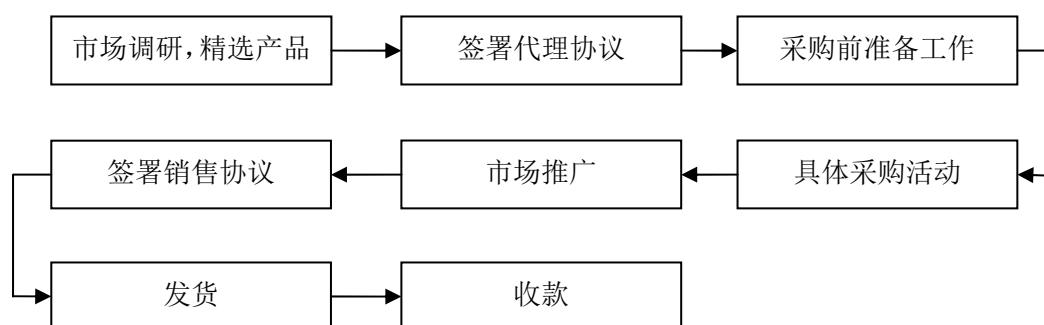 市场调研，精选产品
签署代理协议
采购前准备工作
具体采购活动
市场推广
签署销售协议
发货
收款